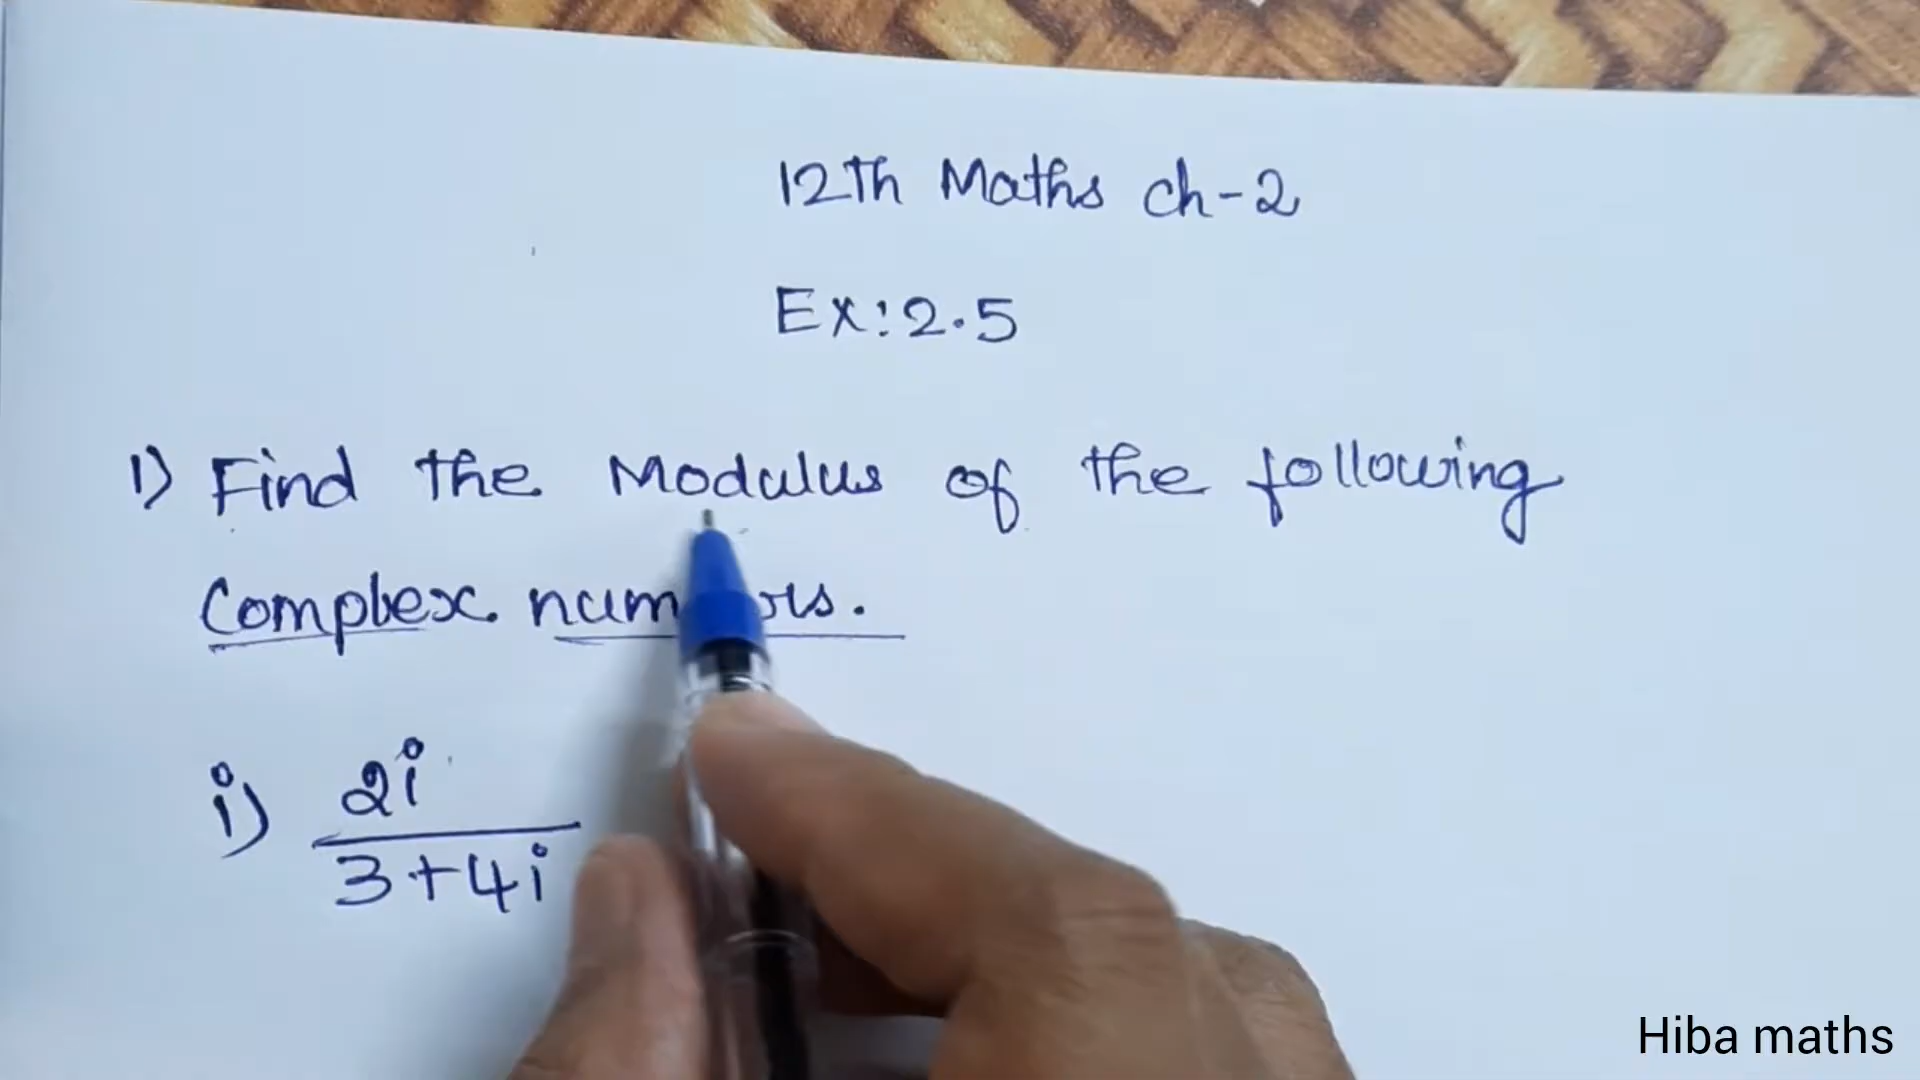 12Th Maths ch-2
Ex:2.5
1) Find the Modulus of the following
Complex.
i) 2i
3+4i
Hiba maths